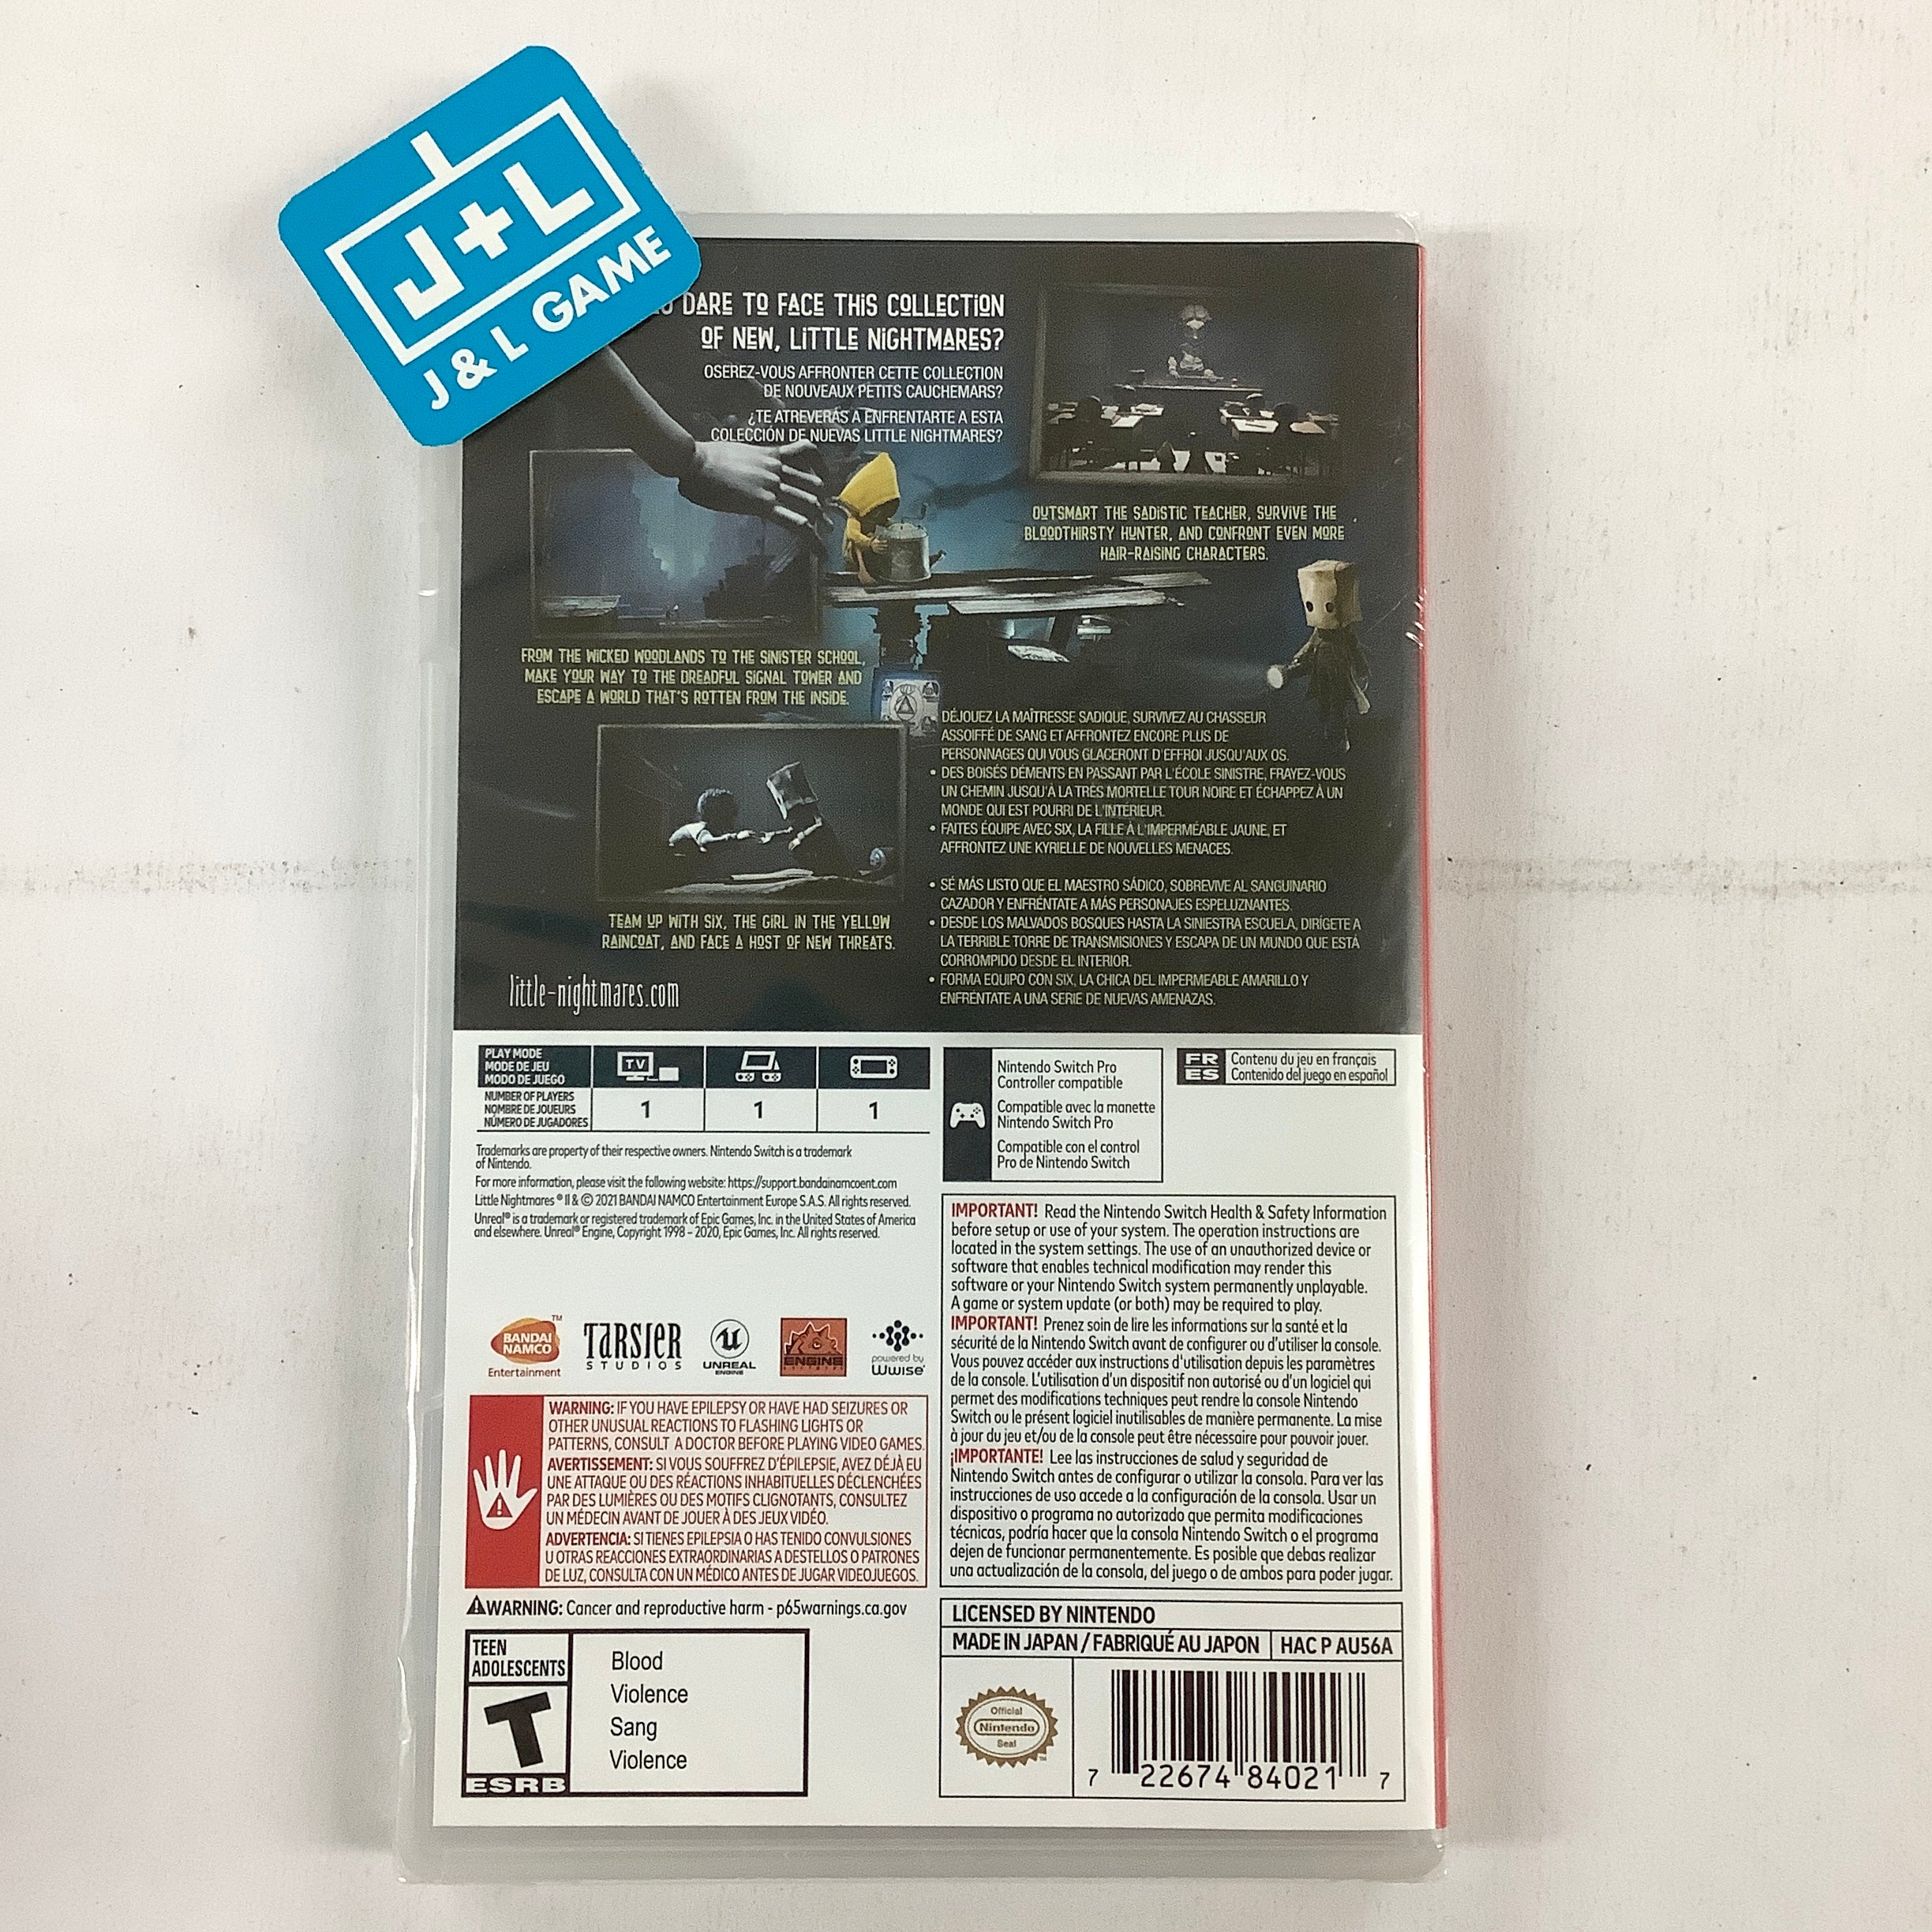 J+L
J & L GAME
DARE TO FACE THIS COLLECTION
OF NEW, LITTLE NIGHTMARES?
OSEREZ-VOUS AFFRONTER CETTE COLLECTION
DE NOUVEAUX PETITS CAUCHEMARS?
¿TE ATREVERÁS A ENFRENTARTE A ESTA
COLECCIÓN DE NUEVAS LITTLE NIGHTMARES?
OUTSMART THE SADISTIC TEACHER, SURVIVE THE
BLOODTHIRSTY HUNTER, AND CONFRONT EVEN MORE
HAIR-RAISING CHARACTERS.
FROM THE WICKED WOODLANDS TO THE SINISTER SCHOOL,
MAKE YOUR WAY TO THE DREADFUL SIGNAL TOWER AND
ESCAPE A WORLD THAT'S ROTTEN FROM THE INSIDE.
TEAM UP WITH SIX, THE GIRL IN THE YELLOW
RAINCOAT, AND FACE A HOST OF NEW THREATS.
DÉJOUEZ LA MAÎTRESSE SADIQUE, SURVIVEZ AU CHASSEUR
ASSOIFFÉ DE SANG ET AFFRONTEZ ENCORE PLUS DE
PERSONNAGES QUI VOUS GLACERONT D'EFFROI JUSQU'AUX OS.
• DES BOISÉS DÉMENTS EN PASSANT PAR L'ÉCOLE SINISTRE, FRAYEZ-VOUS
UN CHEMIN JUSQU'À LA TRÈS MORTELLE TOUR NOIRE ET ÉCHAPPEZ À UN
MONDE QUI EST POURRI DE L'INTÉRIEUR.
• FAITES ÉQUIPE AVEC SIX, LA FILLE À L'IMPERMÉABLE JAUNE, ET
AFFRONTEZ UNE KYRIELLE DE NOUVELLES MENACES.
• SÉ MÁS LISTO QUE EL MAESTRO SÁDICO, SOBREVIVE AL SANGUINARIO
CAZADOR Y ENFRÉNTATE A MÁS PERSONAJES ESPELUZNANTES.
• DESDE LOS MALVADOS BOSQUES HASTA LA SINIESTRA ESCUELA, DIRÍGETE A
LA TERRIBLE TORRE DE TRANSMISIONES Y ESCAPA DE UN MUNDO QUE ESTÁ
CORROMPIDO DESDE EL INTERIOR.
• FORMA EQUIPO CON SIX, LA CHICA DEL IMPERMEABLE AMARILLO Y
ENFRÉNTATE A UNA SERIE DE NUEVAS AMENAZAS.
little-nightmares.com
PLAY MODE
MODE DE JEU
MODO DE JUEGO
TV
NUMBER OF PLAYERS
NOMBRE DE JOUEURS
NÚMERO DE JUGADORES
1 1 1
Nintendo Switch Pro
Controller compatible
Compatible avec la manette
Nintendo Switch Pro
Compatible con el control
Pro de Nintendo Switch
FR Contenu du jeu en français
ES Contenido del juego en español
Trademarks are property of their respective owners. Nintendo Switch is a trademark
of Nintendo.
For more information, please visit the following website: https://support.bandainamcoent.com
Little Nightmares ® II & © 2021 BANDAI NAMCO Entertainment Europe S.A.S. All rights reserved.
Unreal® is a trademark or registered trademark of Epic Games, Inc. in the United States of America
and elsewhere. Unreal® Engine, Copyright 1998 – 2020, Epic Games, Inc. All rights reserved.
BANDAI
NAMCO
™
Entertainment
TARSIER
STUDIOS
UNREAL
ENGINE
ENGINE
powered by
Wwise
WARNING: IF YOU HAVE EPILEPSY OR HAVE HAD SEIZURES OR
OTHER UNUSUAL REACTIONS TO FLASHING LIGHTS OR
PATTERNS, CONSULT A DOCTOR BEFORE PLAYING VIDEO GAMES.
AVERTISSEMENT: SI VOUS SOUFFREZ D'ÉPILEPSIE, AVEZ DÉJÀ EU
UNE ATTAQUE OU DES RÉACTIONS INHABITUELLES DÉCLENCHÉES
PAR DES LUMIÈRES OU DES MOTIFS CLIGNOTANTS, CONSULTEZ
UN MÉDECIN AVANT DE JOUER À DES JEUX VIDÉO.
ADVERTENCIA: SI TIENES EPILEPSIA O HAS TENIDO CONVULSIONES
U OTRAS REACCIONES EXTRAORDINARIAS A DESTELLOS O PATRONES
DE LUZ, CONSULTA CON UN MÉDICO ANTES DE JUGAR VIDEOJUEGOS.
WARNING: Cancer and reproductive harm - p65warnings.ca.gov
TEEN
ADOLESCENTS
T
ESRB
Blood
Violence
Sang
Violence
IMPORTANT! Read the Nintendo Switch Health & Safety Information
before setup or use of your system. The operation instructions are
located in the system settings. The use of an unauthorized device or
software that enables technical modification may render this
software or your Nintendo Switch system permanently unplayable.
A game or system update (or both) may be required to play.
IMPORTANT! Prenez soin de lire les informations sur la santé et la
sécurité de la Nintendo Switch avant de configurer ou d'utiliser la console.
Vous pouvez accéder aux instructions d'utilisation depuis les paramètres
de la console. L'utilisation d'un dispositif non autorisé ou d'un logiciel qui
permet des modifications techniques peut rendre la console Nintendo
Switch ou le présent logiciel inutilisables de manière permanente. La mise
à jour du jeu et/ou de la console peut être nécessaire pour pouvoir jouer.
¡IMPORTANTE! Lee las instrucciones de salud y seguridad de
Nintendo Switch antes de configurar o utilizar la consola. Para ver las
instrucciones de uso accede a la configuración de la consola. Usar un
dispositivo o programa no autorizado que permita modificaciones
técnicas, podría hacer que la consola Nintendo Switch o el programa
dejen de funcionar permanentemente. Es posible que debas realizar
una actualización de la consola, del juego o de ambos para poder jugar.
LICENSED BY NINTENDO
MADE IN JAPAN / FABRIQUÉ AU JAPON HAC P AU56A
Official
Nintendo
Seal
™
7 22674 84021 7